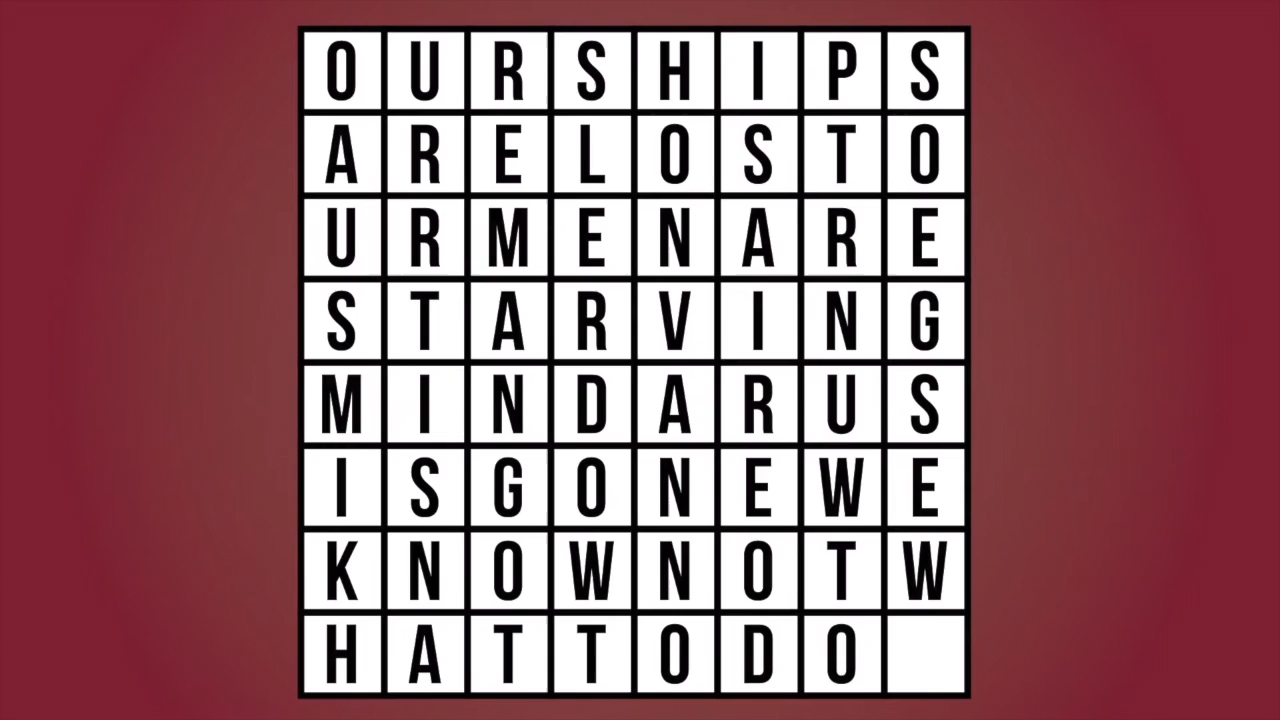 OURSHIPS
ARELOSTO
URMENARE
STARVING
MINDARUS
ISGONEWE
KNOWNOTW
HATTODO